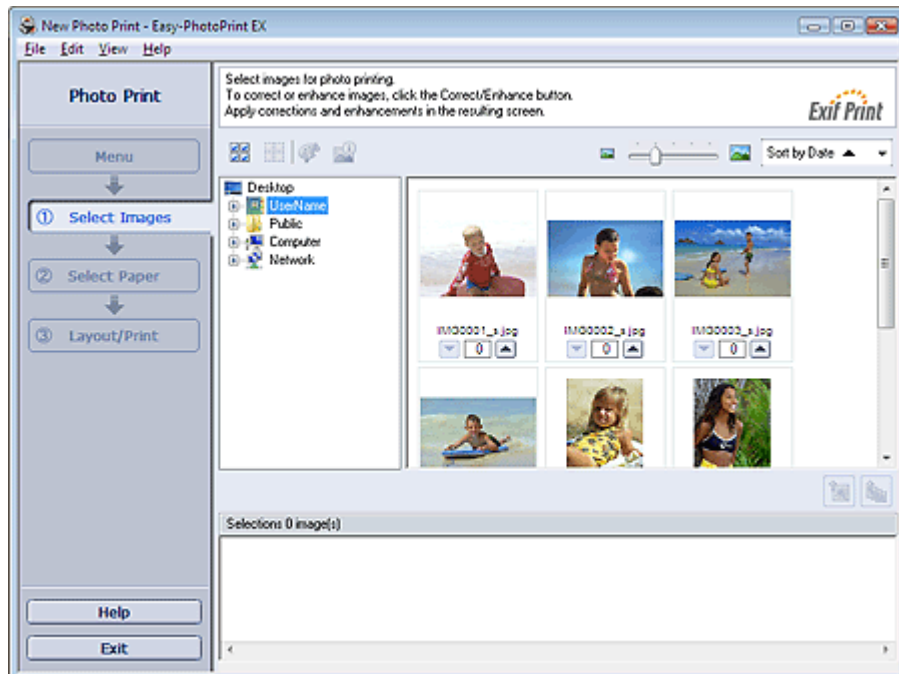 New Photo Print - Easy-PhotoPrint EX
File Edit View Help
Photo Print
Select images for photo printing.
To correct or enhance images, click the Correct/Enhance button.
Apply corrections and enhancements in the resulting screen.
Exif Print
Menu
Sort by Date
1 Select Images
2 Select Paper
3 Layout/Print
Desktop
UserName
Public
Computer
Network
IMG0001_s.jpg
IMG0002_s.jpg
IMG0003_s.jpg
0
0
0
Selections 0 image(s)
Help
Exit